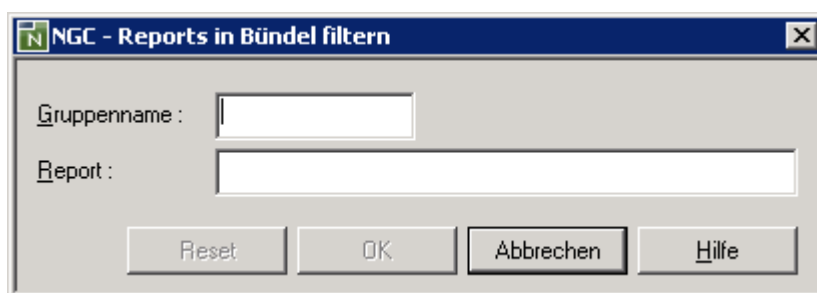 NGC - Reports in Bündel filtern
Gruppenname :
Report :
Reset OK Abbrechen Hilfe